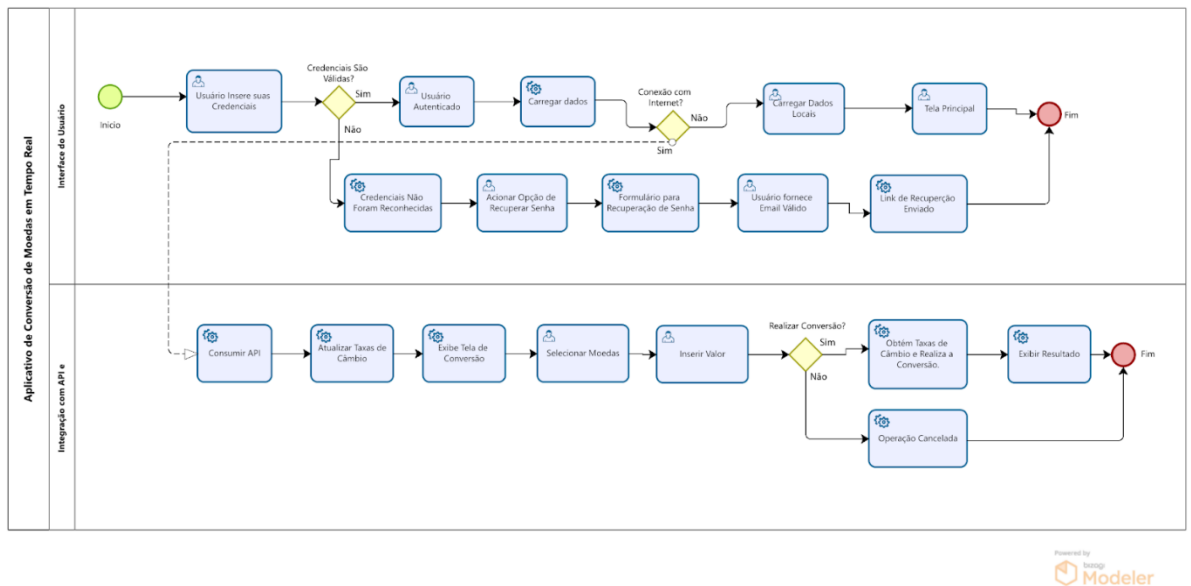 Aplicativo de Conversão de Moedas em Tempo Real
Interface do Usuário
Início
Usuário Insere suas
Credenciais
Credenciais São
Válidas?
Sim
Não
Usuário
Autenticado
Carregar dados
Conexão com
Internet?
Não
Sim
Carregar Dados
Locais
Tela Principal
Fim
Credenciais Não
Foram Reconhecidas
Acionar Opção de
Recuperar Senha
Formulário para
Recuperação de Senha
Usuário fornece
Email Válido
Link de Recuperção
Enviado
Integração com API e
Consumir API
Atualizar Taxas de
Câmbio
Exibe Tela de
Conversão
Selecionar Moedas
Inserir Valor
Realizar Conversão?
Sim
Não
Obtém Taxas de
Câmbio e Realiza a
Conversão.
Exibir Resultado
Fim
Operação Cancelada
Powered by
bizagi
Modeler